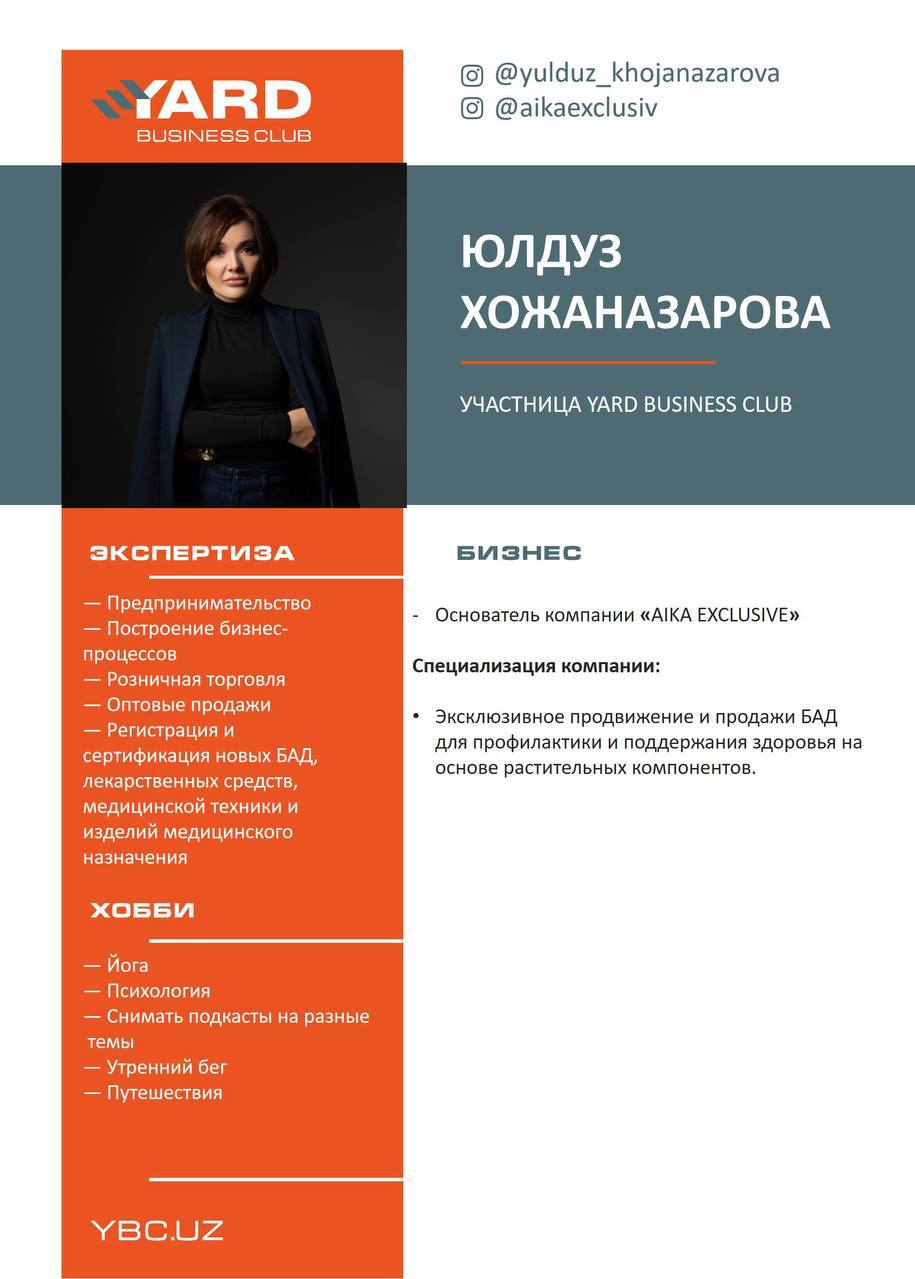 YARD
BUSINESS CLUB
@yulduz_khojanazarova
@aikaexclusiv
ЮЛДУЗ
ХОЖАНАЗАРОВА
УЧАСТНИЦА YARD BUSINESS CLUB
ЭКСПЕРТИЗА
— Предпринимательство
— Построение бизнес-
процессов
— Розничная торговля
— Оптовые продажи
— Регистрация и
сертификация новых БАД,
лекарственных средств,
медицинской техники и
изделий медицинского
назначения
ХОББИ
— Йога
— Психология
— Снимать подкасты на разные
темы
— Утренний бег
— Путешествия
YBC.UZ
БИЗНЕС
- Основатель компании «AIKA EXCLUSIVE»
Специализация компании:
• Эксклюзивное продвижение и продажи БАД
для профилактики и поддержания здоровья на
основе растительных компонентов.